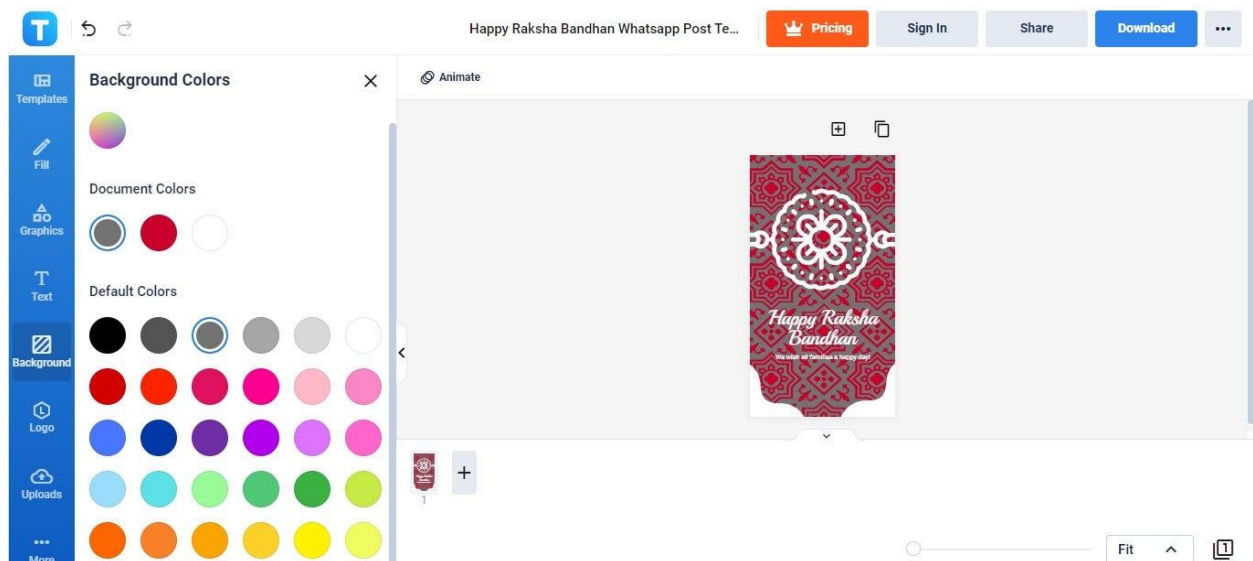 T
Happy Raksha Bandhan Whatsapp Post Te...
Pricing
Sign In
Share
Download
Templates
Fill
Graphics
Text
Background
Logo
Uploads
More
Background Colors
Document Colors
Default Colors
Animate
Happy Raksha
Bandhan
We wish all families a happy day!
1
Fit
1